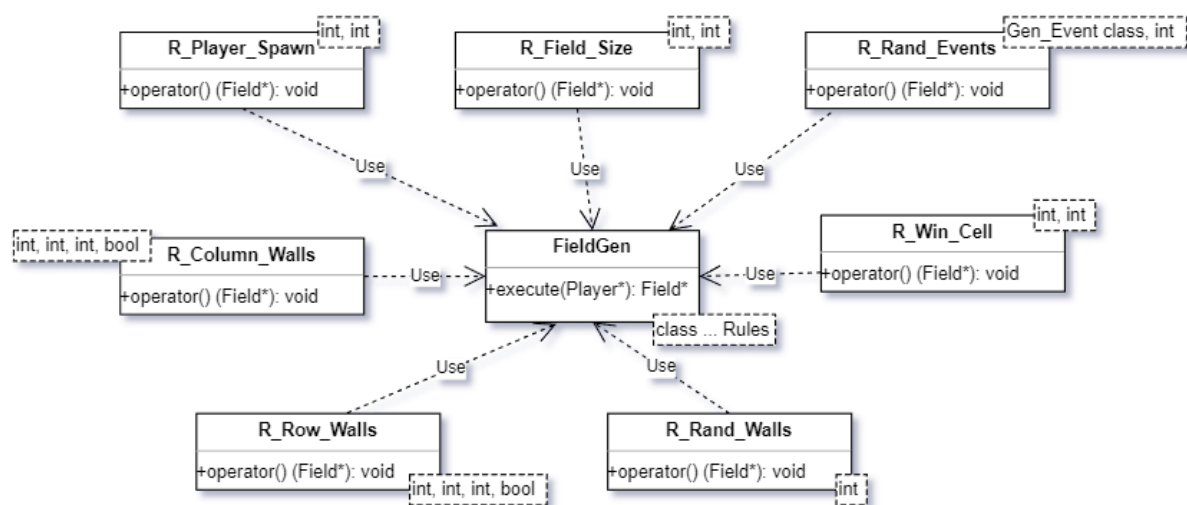 int, int
R_Player_Spawn
+operator() (Field*): void
int, int
R_Field_Size
+operator() (Field*): void
Gen_Event class, int
R_Rand_Events
+operator() (Field*): void
Use
Use
Use
int, int, int, bool
R_Column_Walls
+operator() (Field*): void
Use
FieldGen
+execute(Player*): Field*
class ... Rules
Use
int, int
R_Win_Cell
+operator() (Field*): void
Use
Use
R_Row_Walls
+operator() (Field*): void
int, int, int, bool
R_Rand_Walls
+operator() (Field*): void
int